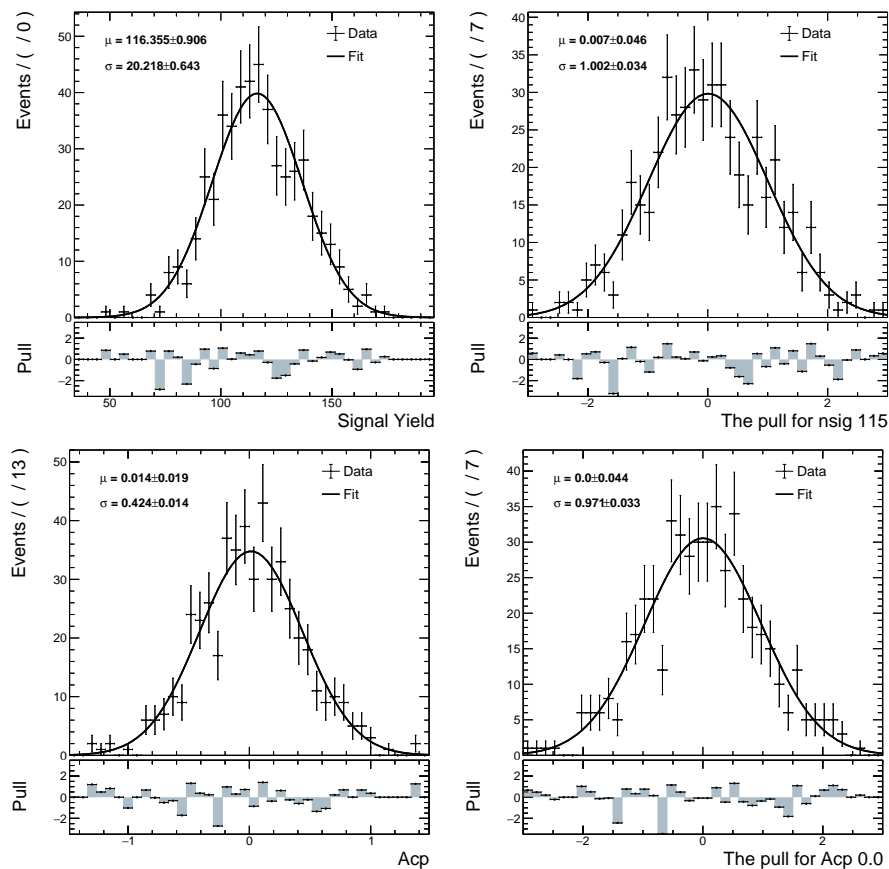 Events / ( / 0)
50
40
30
20
10
0
μ = 116.355±0.906
σ = 20.218±0.643
Data
Fit
Pull
2
0
−2
50 100 150
Signal Yield
Events / ( / 7)
40
35
30
25
20
15
10
5
0
μ = 0.007±0.046
σ = 1.002±0.034
Data
Fit
Pull
2
0
−2
−2 0 2
The pull for nsig 115
Events / ( / 13)
50
40
30
20
10
0
μ = 0.014±0.019
σ = 0.424±0.014
Data
Fit
Pull
2
0
−2
−1 0 1
Acp
Events / ( / 7)
40
35
30
25
20
15
10
5
0
μ = 0.0±0.044
σ = 0.971±0.033
Data
Fit
Pull
2
0
−2
−2 0 2
The pull for Acp 0.0